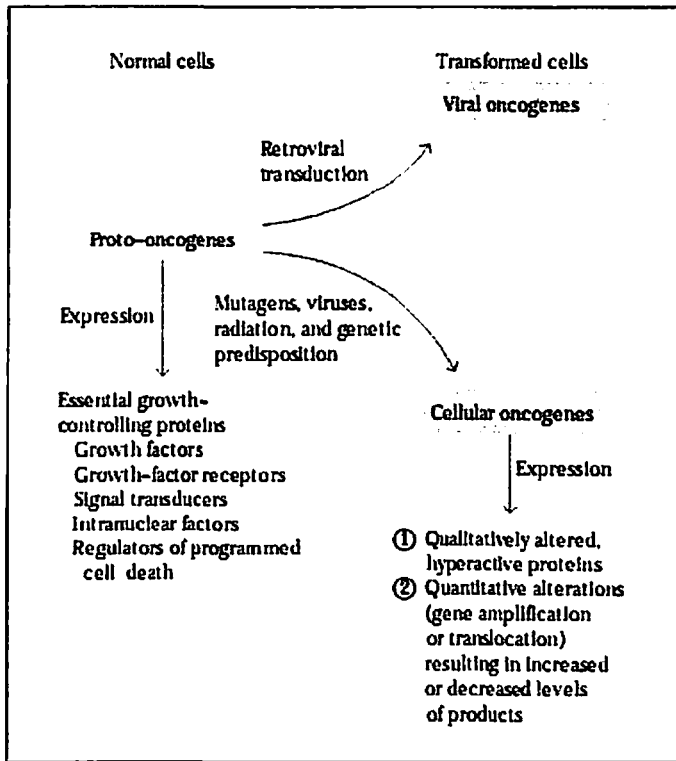 Normal cells
Transformed cells
Viral oncogenes
Retroviral
transduction
Proto-oncogenes
Expression
Mutagens, viruses,
radiation, and genetic
predisposition
Essential growth-
controlling proteins
Growth factors
Growth-factor receptors
Signal transducers
Intranuclear factors
Regulators of programmed
cell death
Cellular oncogenes
Expression
① Qualitatively altered,
hyperactive proteins
② Quantitative alterations
(gene amplification
or translocation)
resulting in increased
or decreased levels
of products